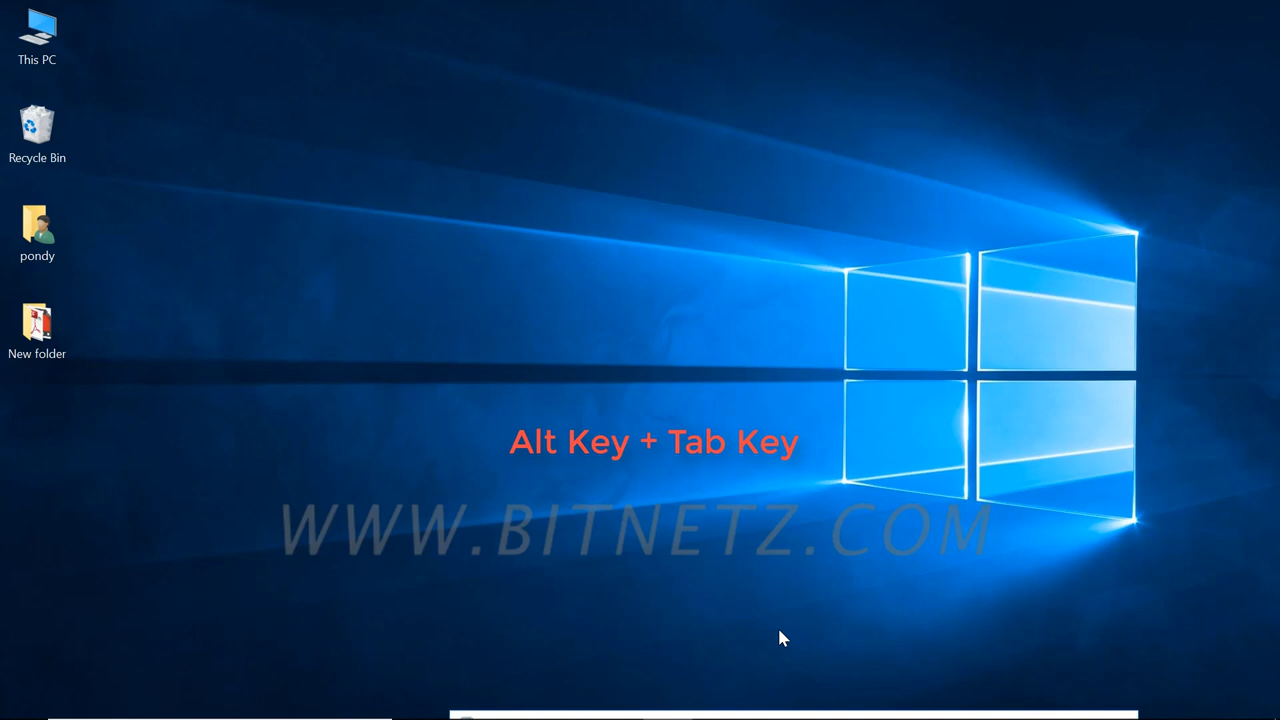 This PC
Recycle Bin
pondy
New folder
Alt Key + Tab Key
WWW.BITNETZ.COM